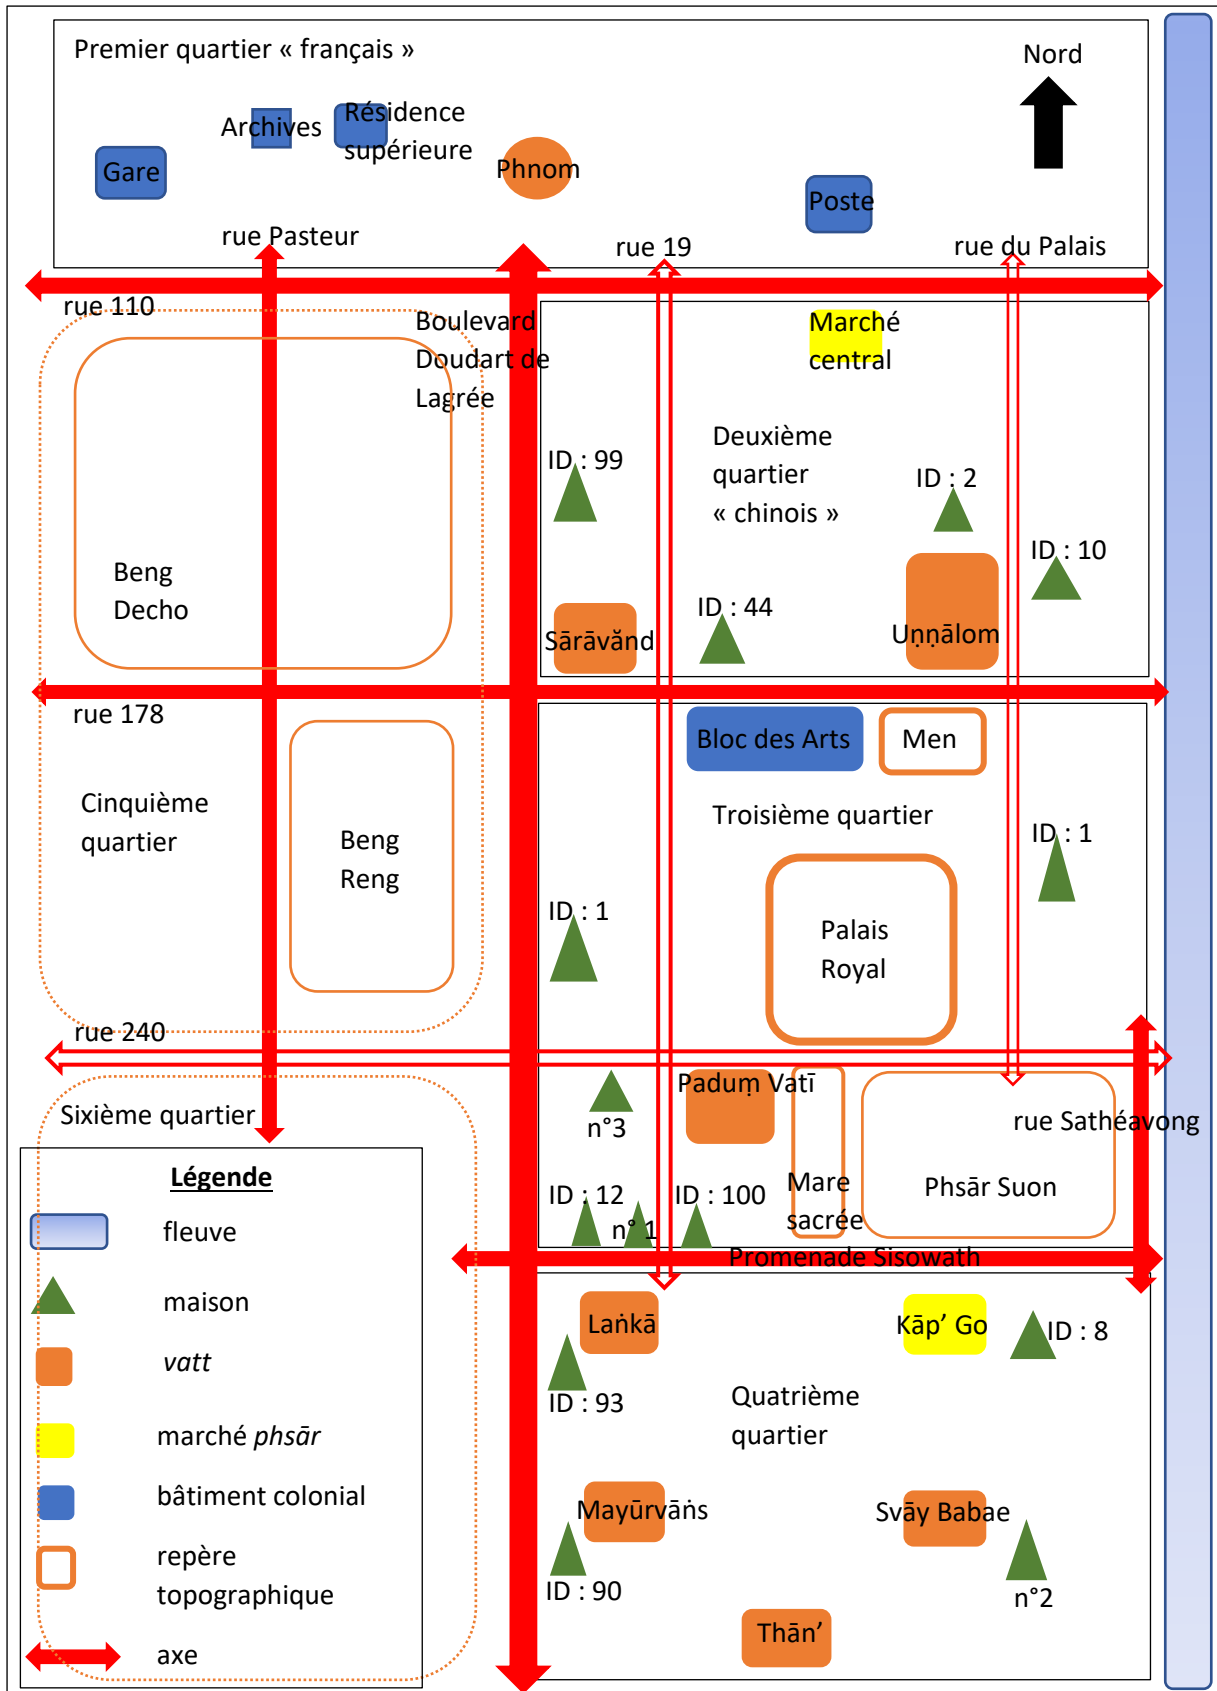 Premier quartier « français »
Nord
Archives
Résidence
supérieure
Gare
Phnom
Poste
rue Pasteur
rue 19
rue du Palais
rue 110
Boulevard
Doudart de
Lagrée
Marché
central
Deuxième
quartier
« chinois »
ID : 99
ID : 2
ID : 10
Beng
Decho
ID : 44
Sārāvănd
Uṇṇālom
rue 178
Bloc des Arts
Men
Cinquième
quartier
Troisième quartier
Beng
Reng
ID : 1
ID : 1
Palais
Royal
rue 240
Paduṃ Vatī
Sixième quartier
n°3
rue Sathéavong
Légende
ID : 12
n° 1
ID : 100
Mare
sacrée
Phsār Suon
fleuve
Promenade Sisowath
maison
Laṅkā
Kāp’ Go
ID : 8
vatt
ID : 93
Quatrième
quartier
marché phsār
bâtiment colonial
Mayūrvāṅs
Svāy Babae
repère
topographique
ID : 90
n°2
Thān’
axe